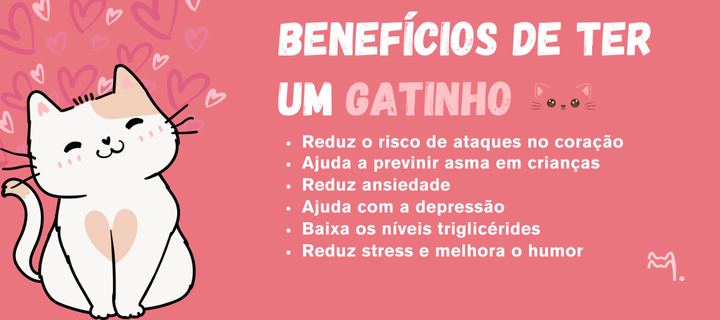 BENEFÍCIOS DE TER
UM GATINHO
• Reduz o risco de ataques no coração
• Ajuda a previnir asma em crianças
• Reduz ansiedade
• Ajuda com a depressão
• Baixa os níveis triglicérides
• Reduz stress e melhora o humor